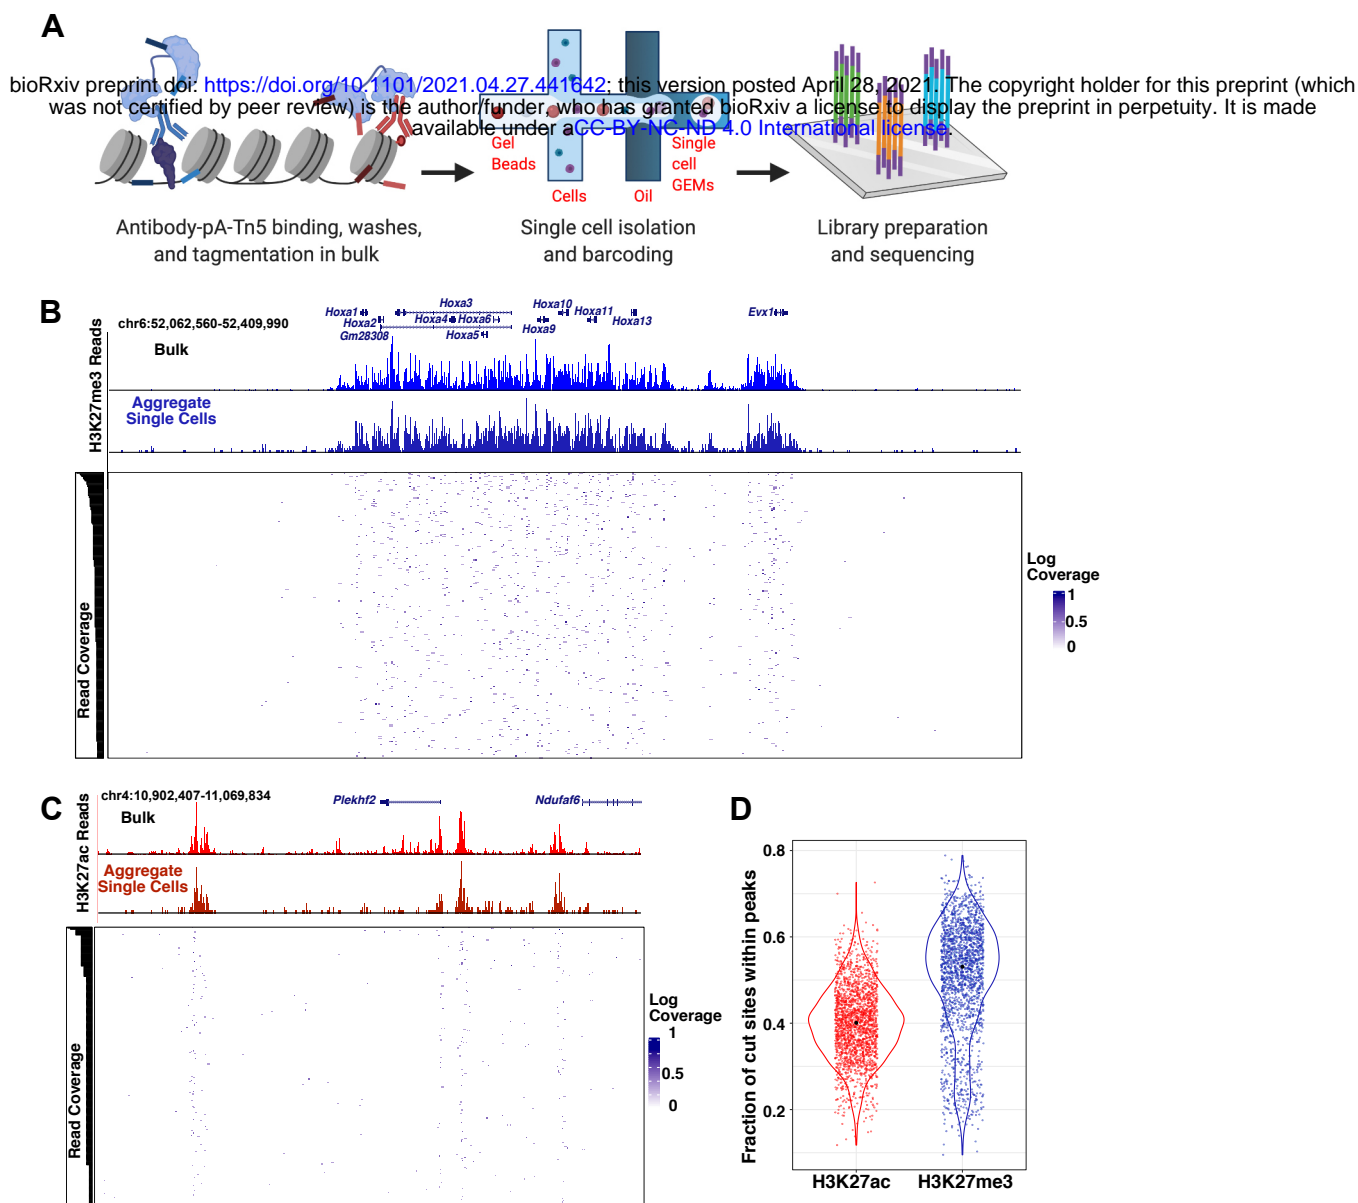 A
bioRxiv preprint doi: https://doi.org/10.1101/2021.04.27.441642; this version posted April 28, 2021. The copyright holder for this preprint (which
was not certified by peer review) is the author/funder, who has granted bioRxiv a license to display the preprint in perpetuity. It is made
available under aCC-BY-NC-ND 4.0 International license.
Gel
Beads
Cells
Oil
Single
cell
GEMs
Antibody-pA-Tn5 binding, washes,
and tagmentation in bulk
Single cell isolation
and barcoding
Library preparation
and sequencing
B
H3K27me3 Reads
chr6:52,062,560-52,409,990
Bulk
Aggregate
Single Cells
Hoxa1
Hoxa2
Gm28308
Hoxa3
Hoxa4
Hoxa6
Hoxa5
Hoxa10
Hoxa9
Hoxa11
Hoxa13
Evx1
Read Coverage
Log
Coverage
1
0.5
0
C
H3K27ac Reads
chr4:10,902,407-11,069,834
Bulk
Aggregate
Single Cells
Plekhf2
Ndufaf6
Read Coverage
Log
Coverage
1
0.5
0
D
Fraction of cut sites within peaks
0.8
0.6
0.4
0.2
H3K27ac
H3K27me3